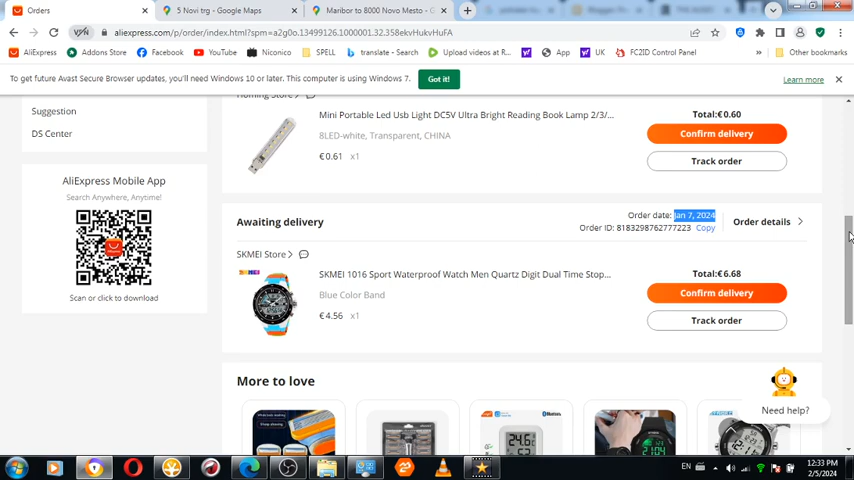 Orders
5 Novi trg - Google Maps
Maribor to 8000 Novo Mesto - G
VPN
aliexpress.com/p/order/index.html?spm=a2g0o.13499126.1000001.32.358ekvHukvHuFA
AliExpress
Addons Store
Facebook
YouTube
Niconico
SPELL
translate - Search
Upload videos at R...
App
UK
FC2ID Control Panel
»
Other bookmarks
To get future Avast Secure Browser updates, you'll need Windows 10 or later. This computer is using Windows 7.
Got it!
Learn more
Suggestion
DS Center
AliExpress Mobile App
Search Anywhere, Anytime!
Scan or click to download
Homing Store
Mini Portable Led Usb Light DC5V Ultra Bright Reading Book Lamp 2/3/...
8LED-white, Transparent, CHINA
€ 0.61 x1
Total:€ 0.60
Confirm delivery
Track order
Awaiting delivery
Order date: Jan 7, 2024
Order ID: 8183298762777223 Copy
Order details
SKMEI Store
SKMEI 1016 Sport Waterproof Watch Men Quartz Digit Dual Time Stop...
Blue Color Band
€ 4.56 x1
Total:€ 6.68
Confirm delivery
Track order
More to love
24.6
Bluetooth
Need help?
EN
12:33 PM
2/5/2024